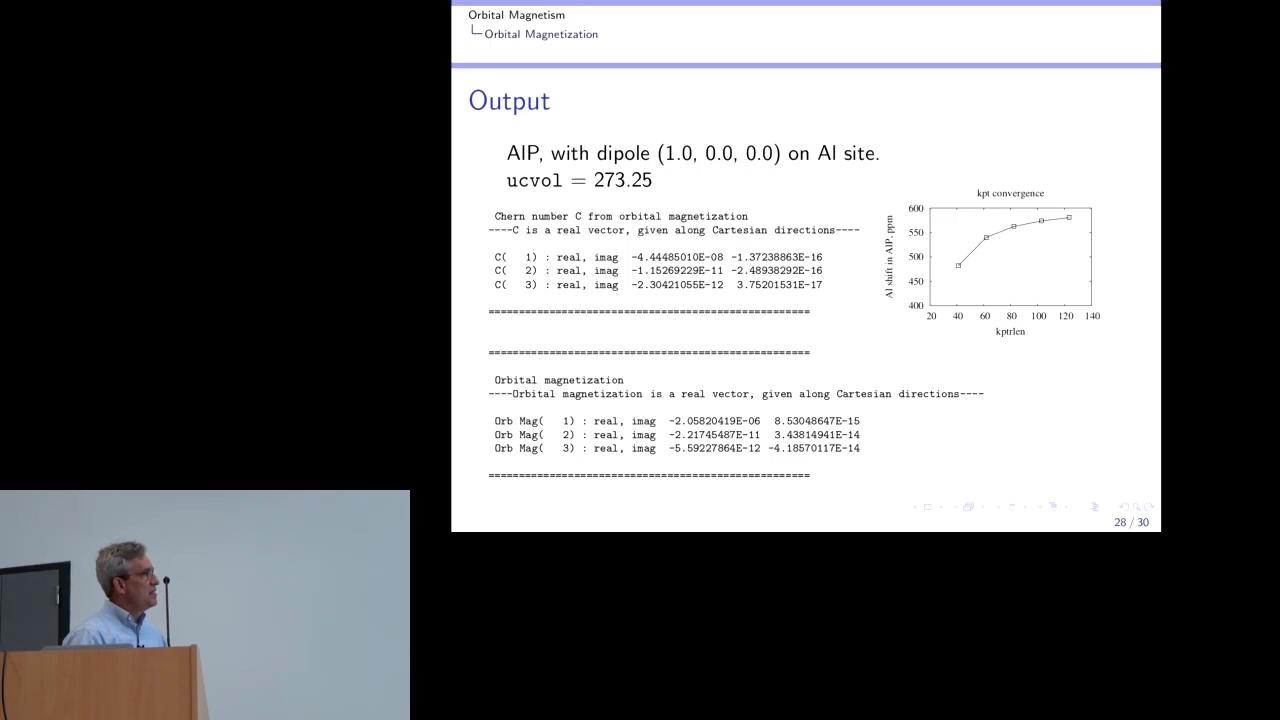 Orbital Magnetism
Orbital Magnetization
Output
AlP, with dipole (1.0, 0.0, 0.0) on Al site.
ucvol = 273.25
Chern number C from orbital magnetization
----C is a real vector, given along Cartesian directions----
C( 1) : real, imag -4.44485010E-08 -1.37238863E-16
C( 2) : real, imag -1.15269229E-11 -2.48938292E-16
C( 3) : real, imag -2.30421055E-12 3.75201531E-17
======================================================
======================================================
Orbital magnetization
----Orbital magnetization is a real vector, given along Cartesian directions----
Orb Mag( 1) : real, imag -2.05820419E-06 8.53048647E-15
Orb Mag( 2) : real, imag -2.21745487E-11 3.43814941E-14
Orb Mag( 3) : real, imag -5.59227864E-12 -4.18570117E-14
======================================================
kpt convergence
Al shift in AlP, ppm
600
550
500
450
400
20 40 60 80 100 120 140
kptrlen
28 / 30